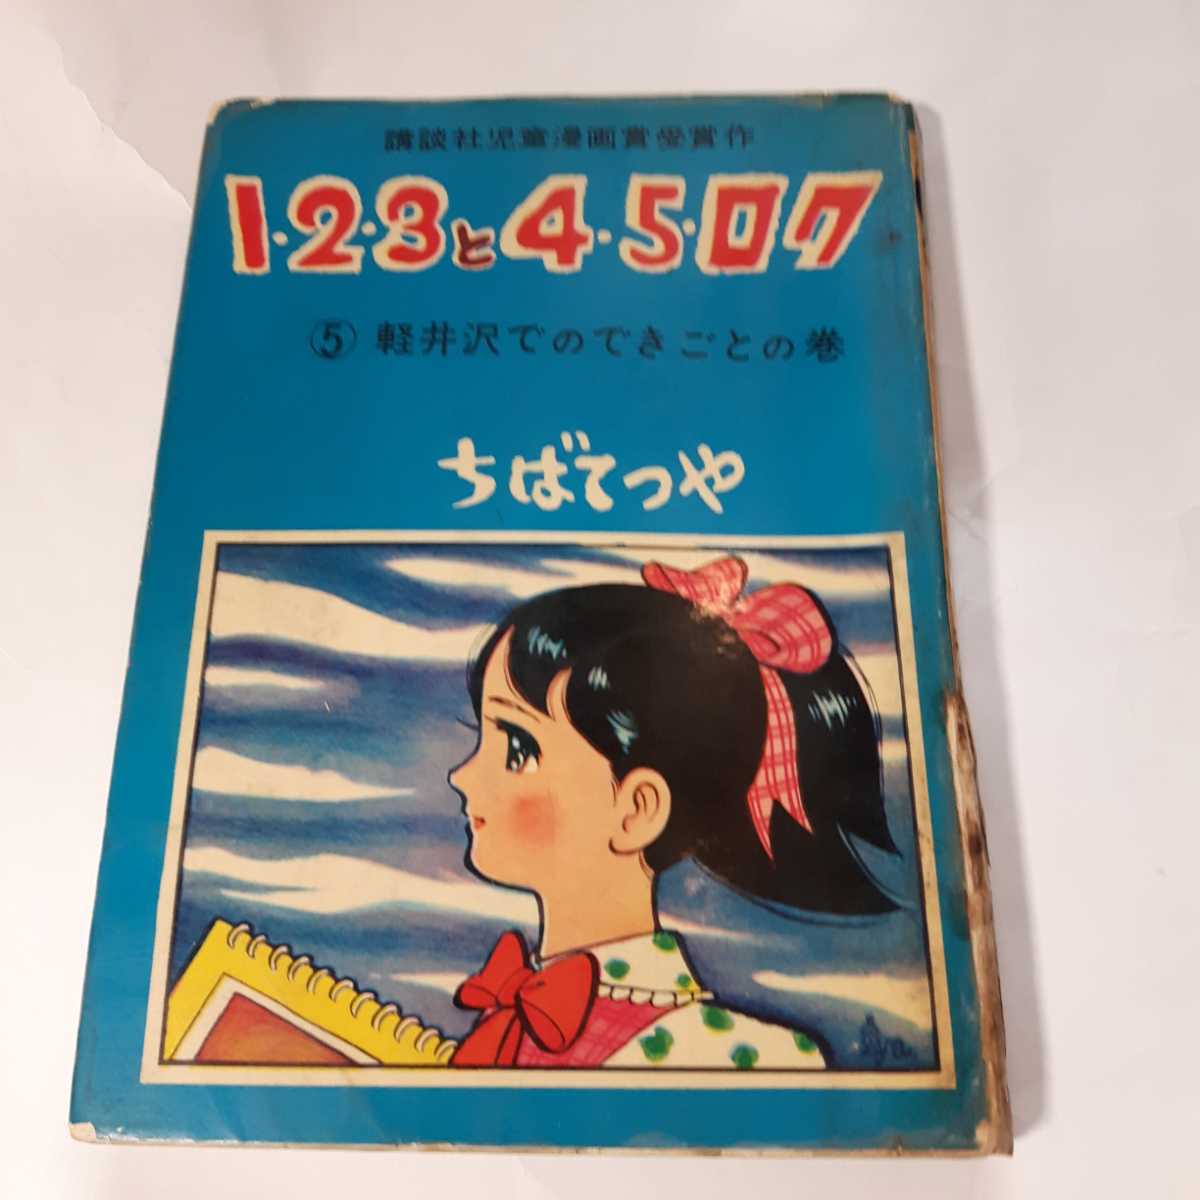 講談社児童漫画賞受賞作
1・2・3と4・5・ロク
⑤ 軽井沢でのできごとの巻
ちばてつや